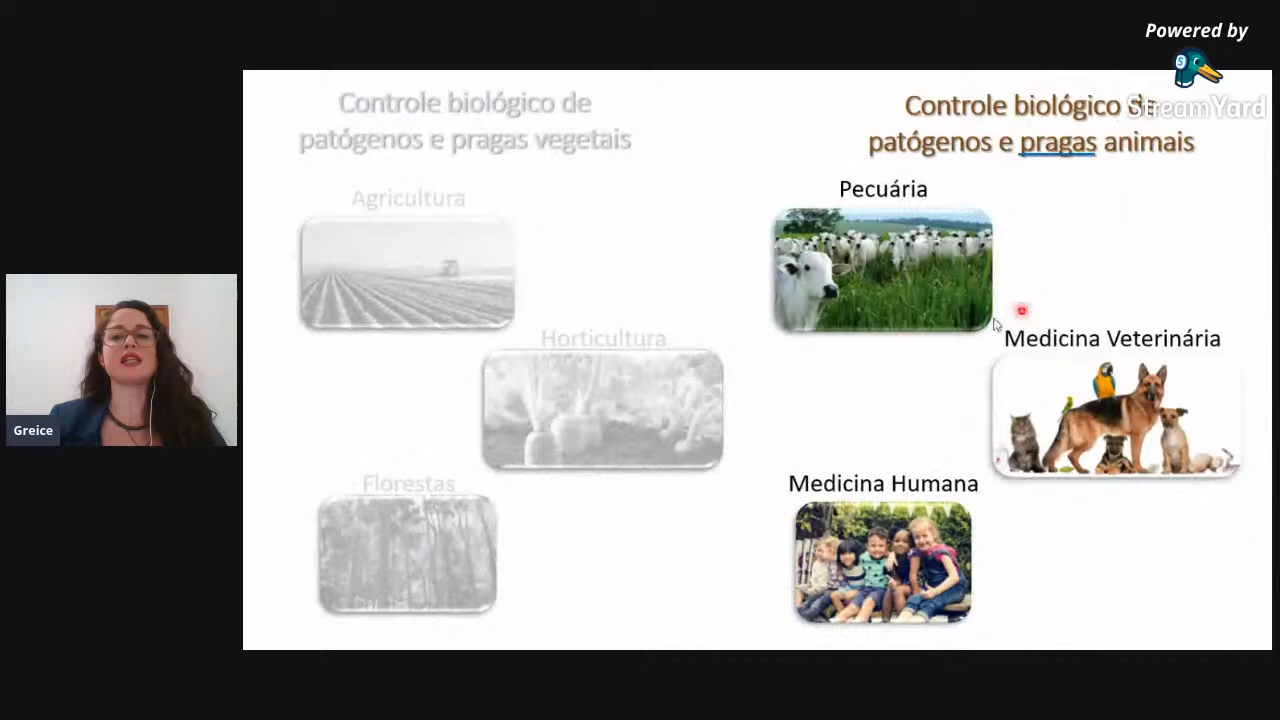 Powered by
StreamYard
Controle biológico de
patógenos e pragas vegetais
Agricultura
Horticultura
Florestas
Controle biológico de
patógenos e pragas animais
Pecuária
Medicina Veterinária
Medicina Humana
Greice